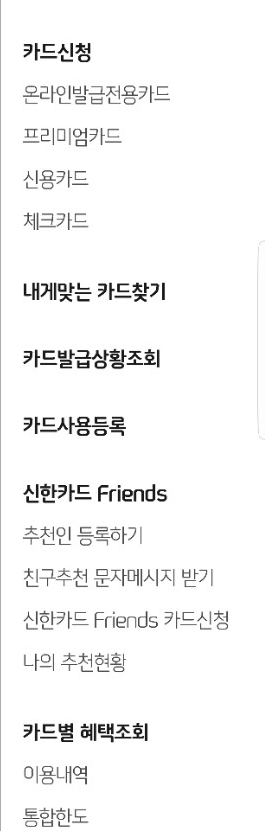 카드신청
온라인발급전용카드
프리미엄카드
신용카드
체크카드
내게맞는 카드찾기
카드발급상황조회
카드사용등록
신한카드 Friends
추천인 등록하기
친구추천 문자메시지 받기
신한카드 Friends 카드신청
나의 추천현황
카드별 혜택조회
이용내역
통합한도